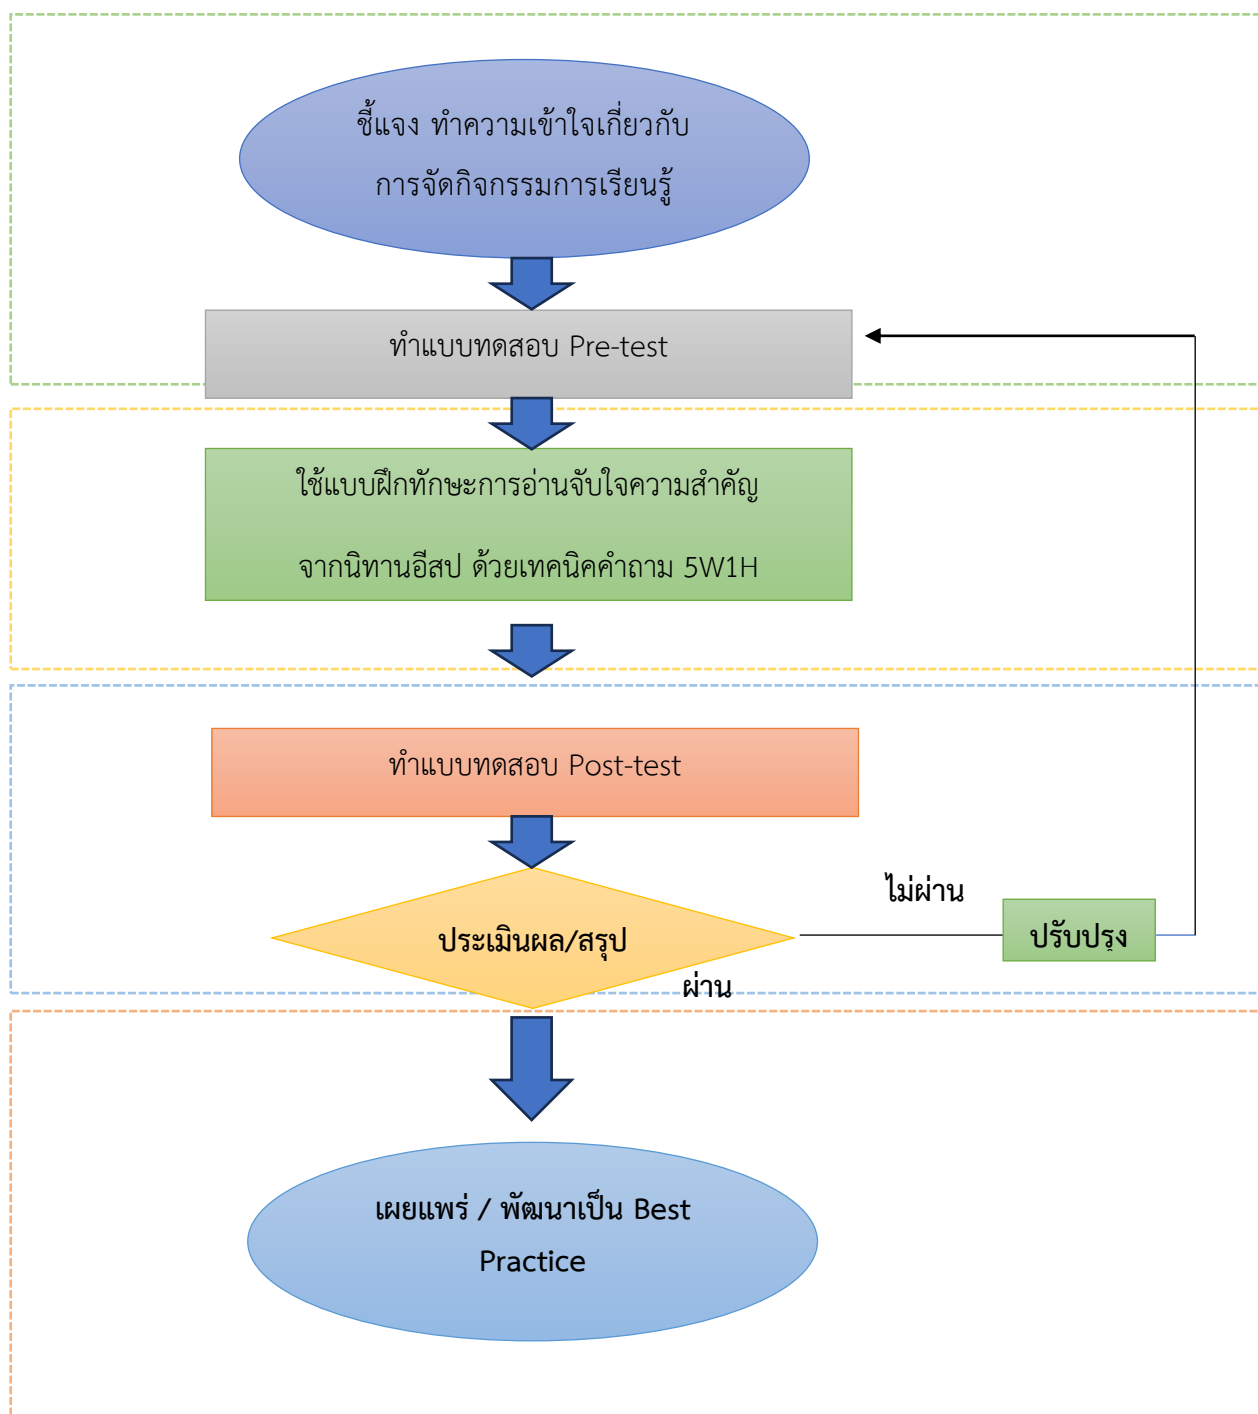 ชี้แจง ทำความเข้าใจเกี่ยวกับ
การจัดกิจกรรมการเรียนรู้
ทำแบบทดสอบ Pre-test
ใช้แบบฝึกทักษะการอ่านจับใจความสำคัญ
จากนิทานอีสป ด้วยเทคนิคคำถาม 5W1H
ทำแบบทดสอบ Post-test
ไม่ผ่าน
ประเมินผล/สรุป
ปรับปรุง
ผ่าน
เผยแพร่ / พัฒนาเป็น Best
Practice